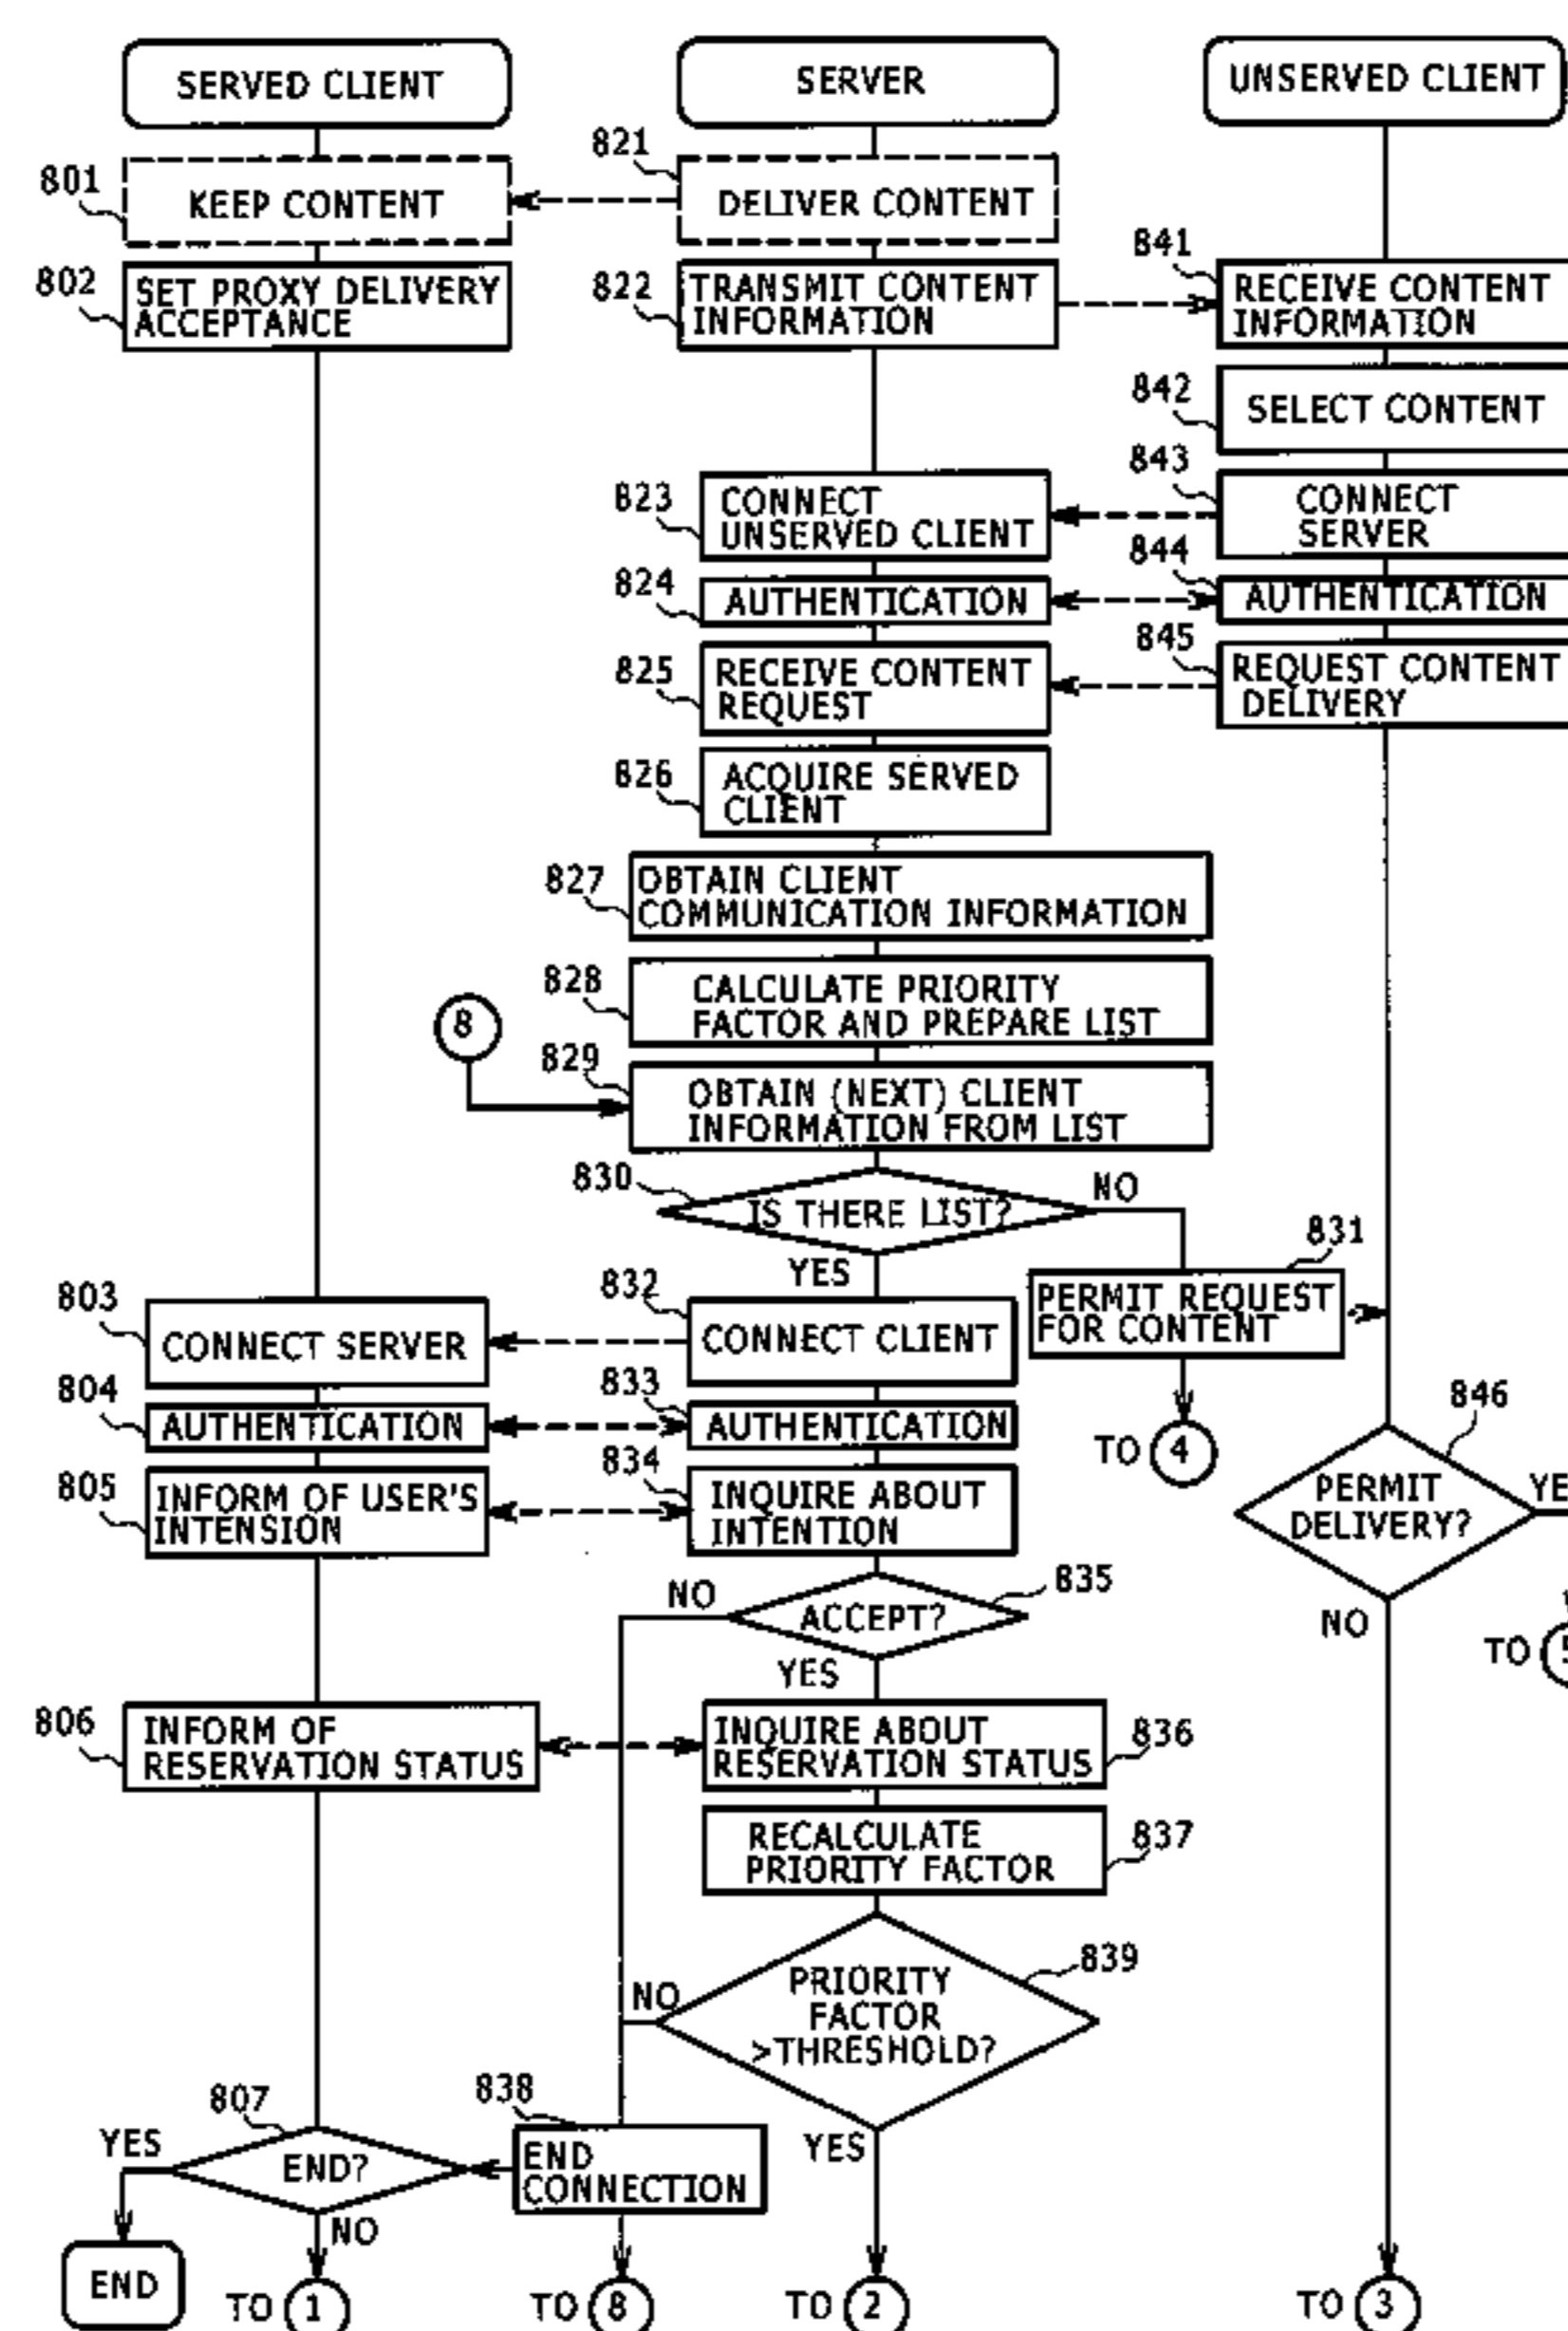 SERVED CLIENT
SERVER
UNSERVED CLIENT
801
KEEP CONTENT
821
DELIVER CONTENT
802
SET PROXY DELIVERY
ACCEPTANCE
822
TRANSMIT CONTENT
INFORMATION
841
RECEIVE CONTENT
INFORMATION
842
SELECT CONTENT
823
CONNECT
UNSERVED CLIENT
843
CONNECT
SERVER
824
AUTHENTICATION
844
AUTHENTICATION
825
RECEIVE CONTENT
REQUEST
845
REQUEST CONTENT
DELIVERY
826
ACQUIRE SERVED
CLIENT
827
OBTAIN CLIENT
COMMUNICATION INFORMATION
828
CALCULATE PRIORITY
FACTOR AND PREPARE LIST
8
829
OBTAIN (NEXT) CLIENT
INFORMATION FROM LIST
830
IS THERE LIST?
NO
YES
831
PERMIT REQUEST
FOR CONTENT
TO 4
803
CONNECT SERVER
832
CONNECT CLIENT
804
AUTHENTICATION
833
AUTHENTICATION
805
INFORM OF USER'S
INTENSION
834
INQUIRE ABOUT
INTENTION
846
PERMIT
DELIVERY?
YE
NO
TO 5
835
ACCEPT?
NO
YES
806
INFORM OF
RESERVATION STATUS
INQUIRE ABOUT
RESERVATION STATUS
836
RECALCULATE
PRIORITY FACTOR
837
PRIORITY
FACTOR
>THRESHOLD?
839
NO
YES
807
END?
YES
NO
838
END
CONNECTION
END
TO 1
TO 8
TO 2
TO 3